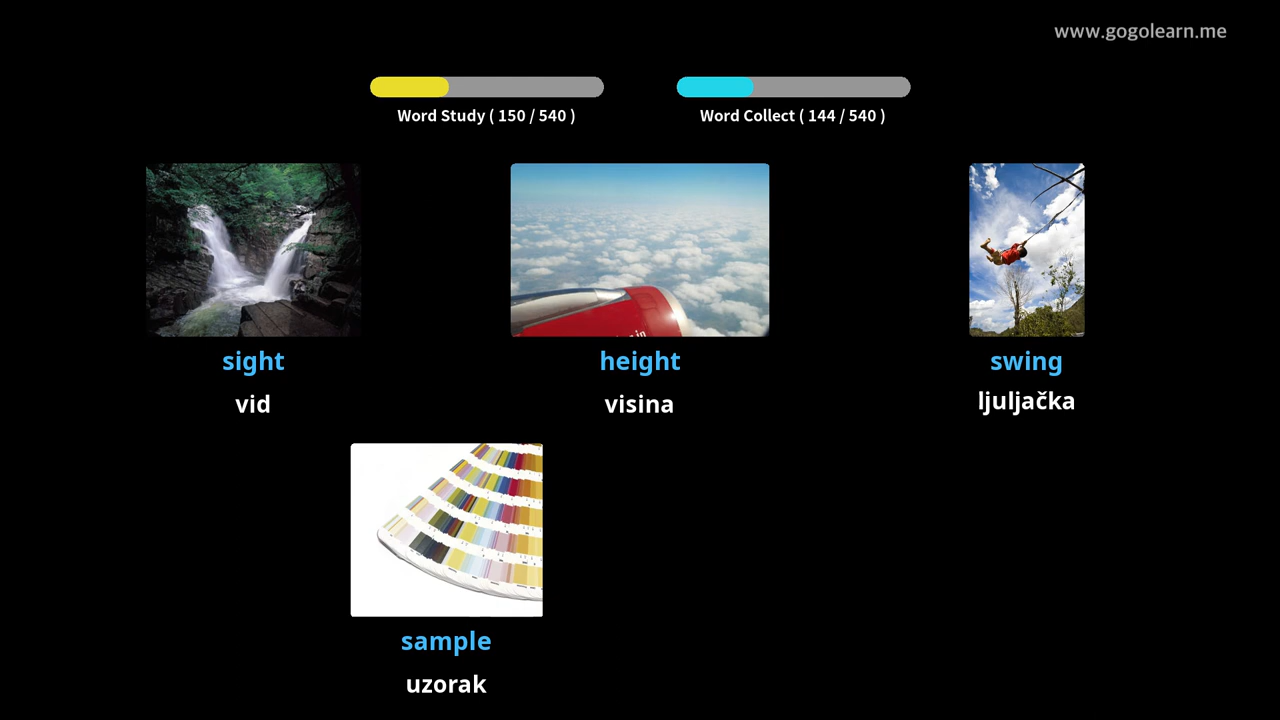 www.gogolearn.me
Word Study ( 150 / 540 )
Word Collect ( 144 / 540 )
sight
height
swing
vid
visina
ljuljačka
sample
uzorak